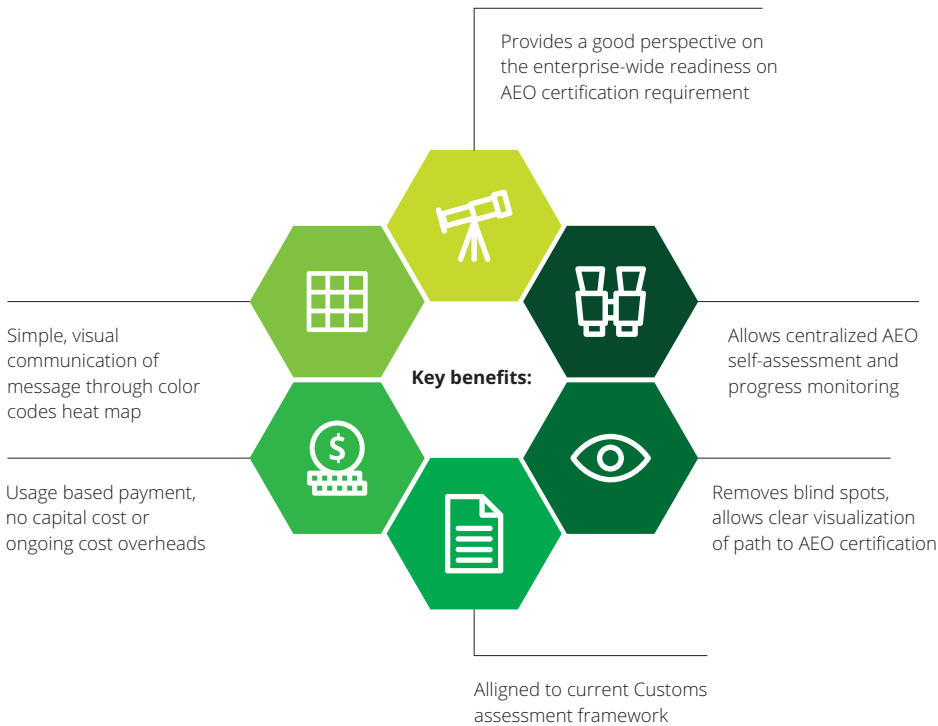 Provides a good perspective on
the enterprise-wide readiness on
AEO certification requirement
Simple, visual
communication of
message through color
codes heat map
Key benefits:
Allows centralized AEO
self-assessment and
progress monitoring
$
Usage based payment,
no capital cost or
ongoing cost overheads
Removes blind spots,
allows clear visualization
of path to AEO certification
Alligned to current Customs
assessment framework